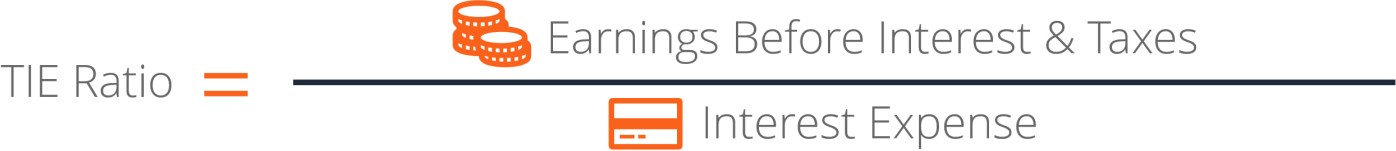 Earnings Before Interest & Taxes
TIE Ratio =
Interest Expense